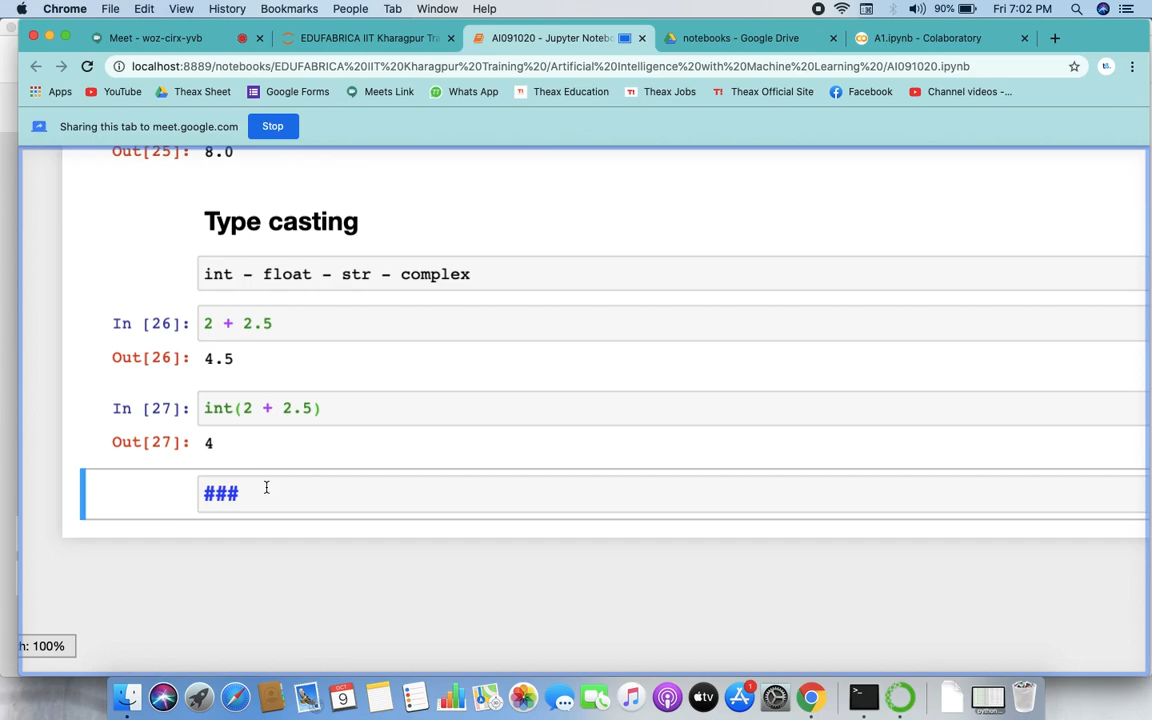 Chrome File Edit View History Bookmarks People Tab Window Help 90% Fri 7:02 PM
Meet - woz-cirx-yvb EDUFABRICA IIT Kharagpur Tra AI091020 - Jupyter Notebo notebooks - Google Drive A1.ipynb - Colaboratory
localhost:8889/notebooks/EDUFABRICA%20IIT%20Kharagpur%20Training%20/Artificial%20Intelligence%20with%20Machine%20Learning%20/AI091020.ipynb
Apps YouTube Theax Sheet Google Forms Meets Link Whats App Theax Education Theax Jobs Theax Official Site Facebook Channel videos -...
Sharing this tab to meet.google.com Stop
Out[25]: 8.0
Type casting
int - float - str - complex
In [26]: 2 + 2.5
Out[26]: 4.5
In [27]: int(2 + 2.5)
Out[27]: 4
###
h: 100%